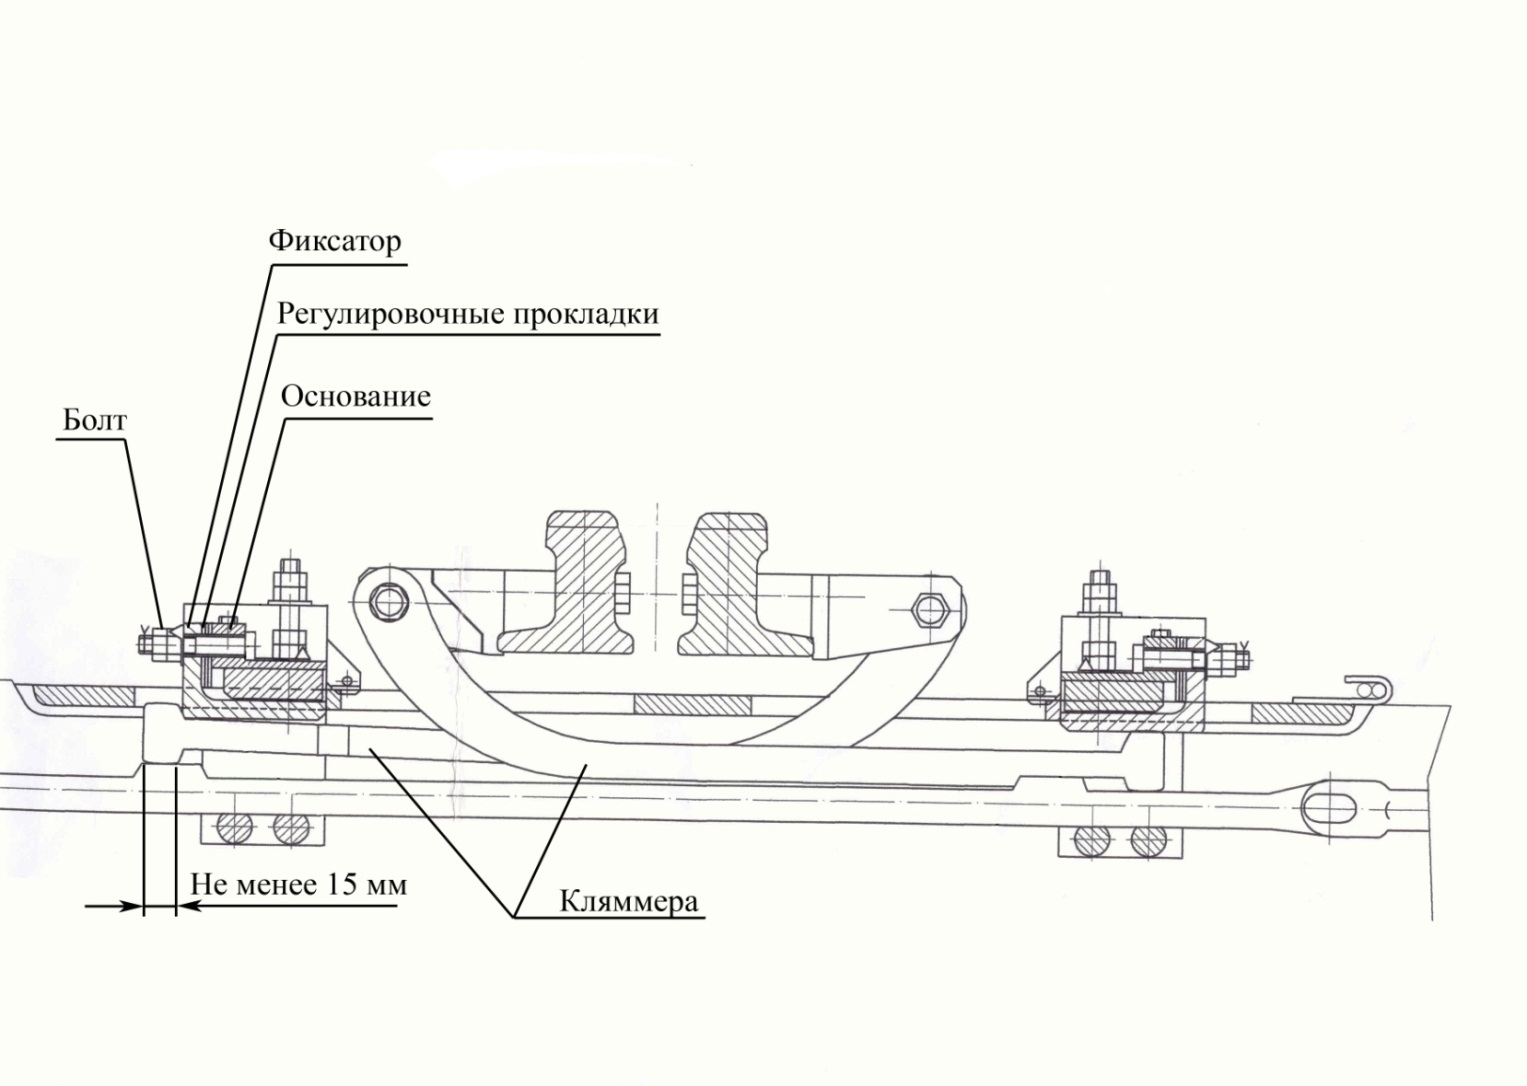 Фиксатор
Регулировочные прокладки
Основание
Болт
Не менее 15 мм
Кляммера